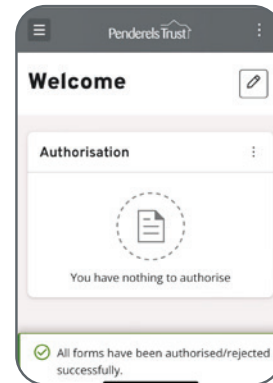 Penderels Trust
Welcome
Authorisation
You have nothing to authorise
All forms have been authorised/rejected
successfully.